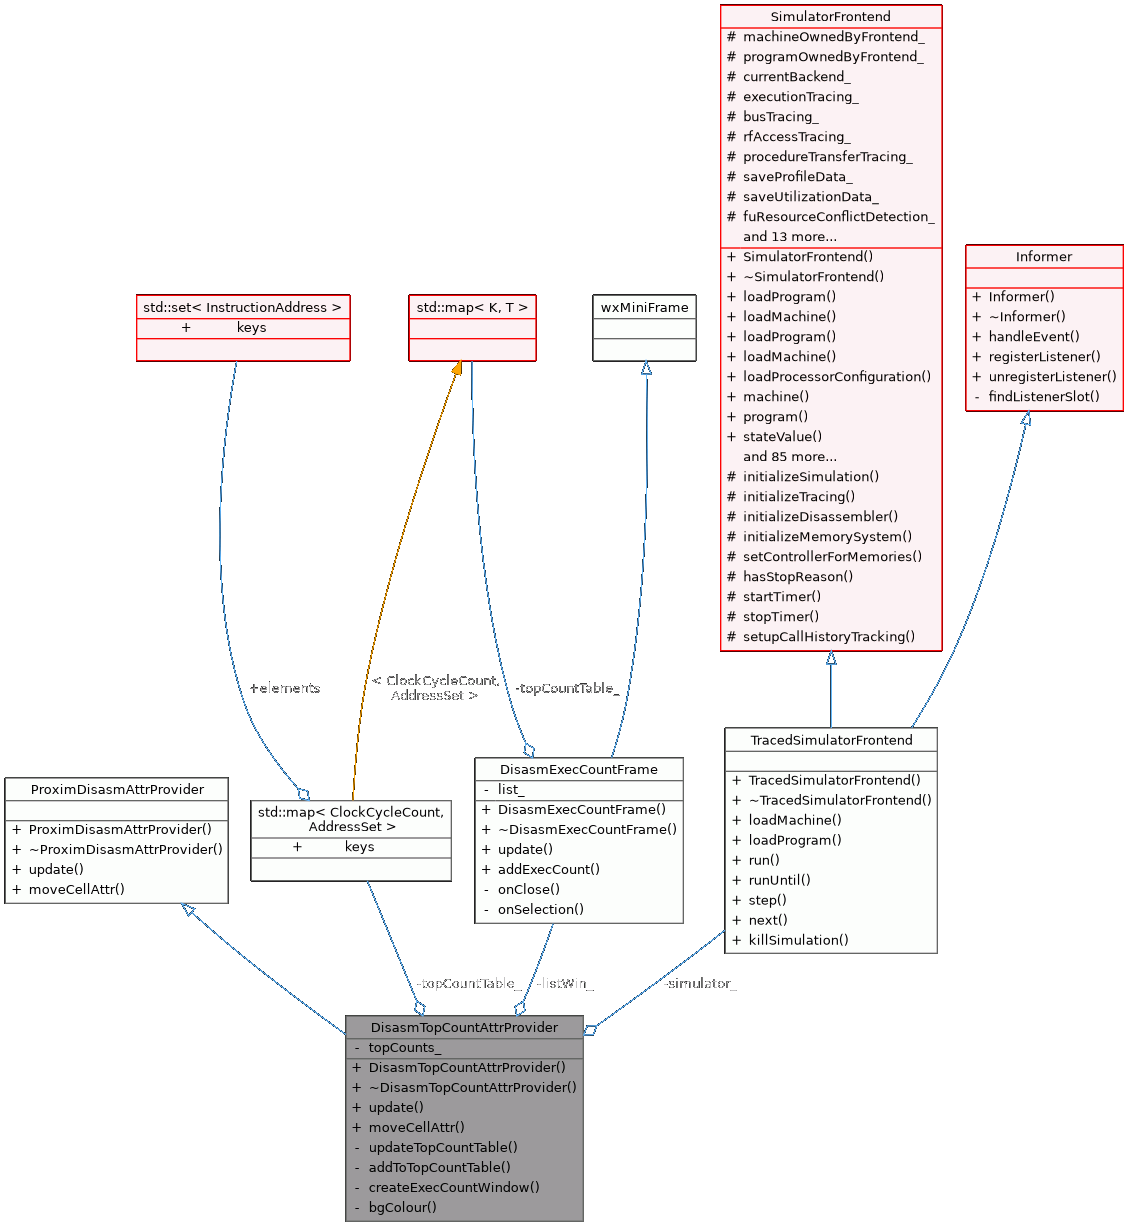 SimulatorFrontend
# machineOwnedByFrontend_
# programOwnedByFrontend_
# currentBackend_
# executionTracing_
# busTracing_
# rfAccessTracing_
# procedureTransferTracing_
# saveProfileData_
# saveUtilizationData_
# fuResourceConflictDetection_
and 13 more...
+ SimulatorFrontend()
+ ~SimulatorFrontend()
+ loadProgram()
+ loadMachine()
+ loadProgram()
+ loadMachine()
+ loadProcessorConfiguration()
+ machine()
+ program()
+ stateValue()
and 85 more...
# initializeSimulation()
# initializeTracing()
# initializeDisassembler()
# initializeMemorySystem()
# setControllerForMemories()
# hasStopReason()
# startTimer()
# stopTimer()
# setupCallHistoryTracking()
Informer
+ Informer()
+ ~Informer()
+ handleEvent()
+ registerListener()
+ unregisterListener()
- findListenerSlot()
std::set< InstructionAddress >
+ keys
std::map< K, T >
wxMiniFrame
+elements
< ClockCycleCount,
AddressSet >
-topCountTable_
ProximDisasmAttrProvider
+ ProximDisasmAttrProvider()
+ ~ProximDisasmAttrProvider()
+ update()
+ moveCellAttr()
std::map< ClockCycleCount,
AddressSet >
+ keys
DisasmExecCountFrame
- list_
+ DisasmExecCountFrame()
+ ~DisasmExecCountFrame()
+ update()
+ addExecCount()
- onClose()
- onSelection()
TracedSimulatorFrontend
+ TracedSimulatorFrontend()
+ ~TracedSimulatorFrontend()
+ loadMachine()
+ loadProgram()
+ run()
+ runUntil()
+ step()
+ next()
+ killSimulation()
-topCountTable_
-listWin_
-simulator_
DisasmTopCountAttrProvider
- topCounts_
+ DisasmTopCountAttrProvider()
+ ~DisasmTopCountAttrProvider()
+ update()
+ moveCellAttr()
- updateTopCountTable()
- addToTopCountTable()
- createExecCountWindow()
- bgColour()